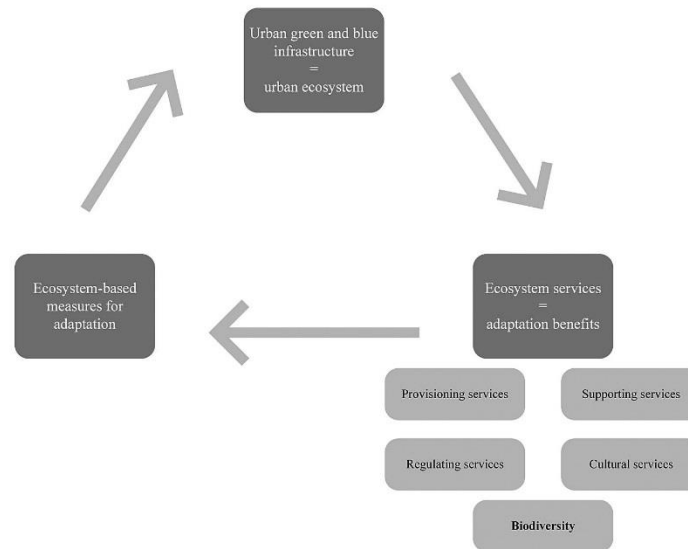 Urban green and blue
infrastructure
=
urban ecosystem
Ecosystem-based
measures for
adaptation
Ecosystem services
=
adaptation benefits
Provisioning services
Supporting services
Regulating services
Cultural services
Biodiversity